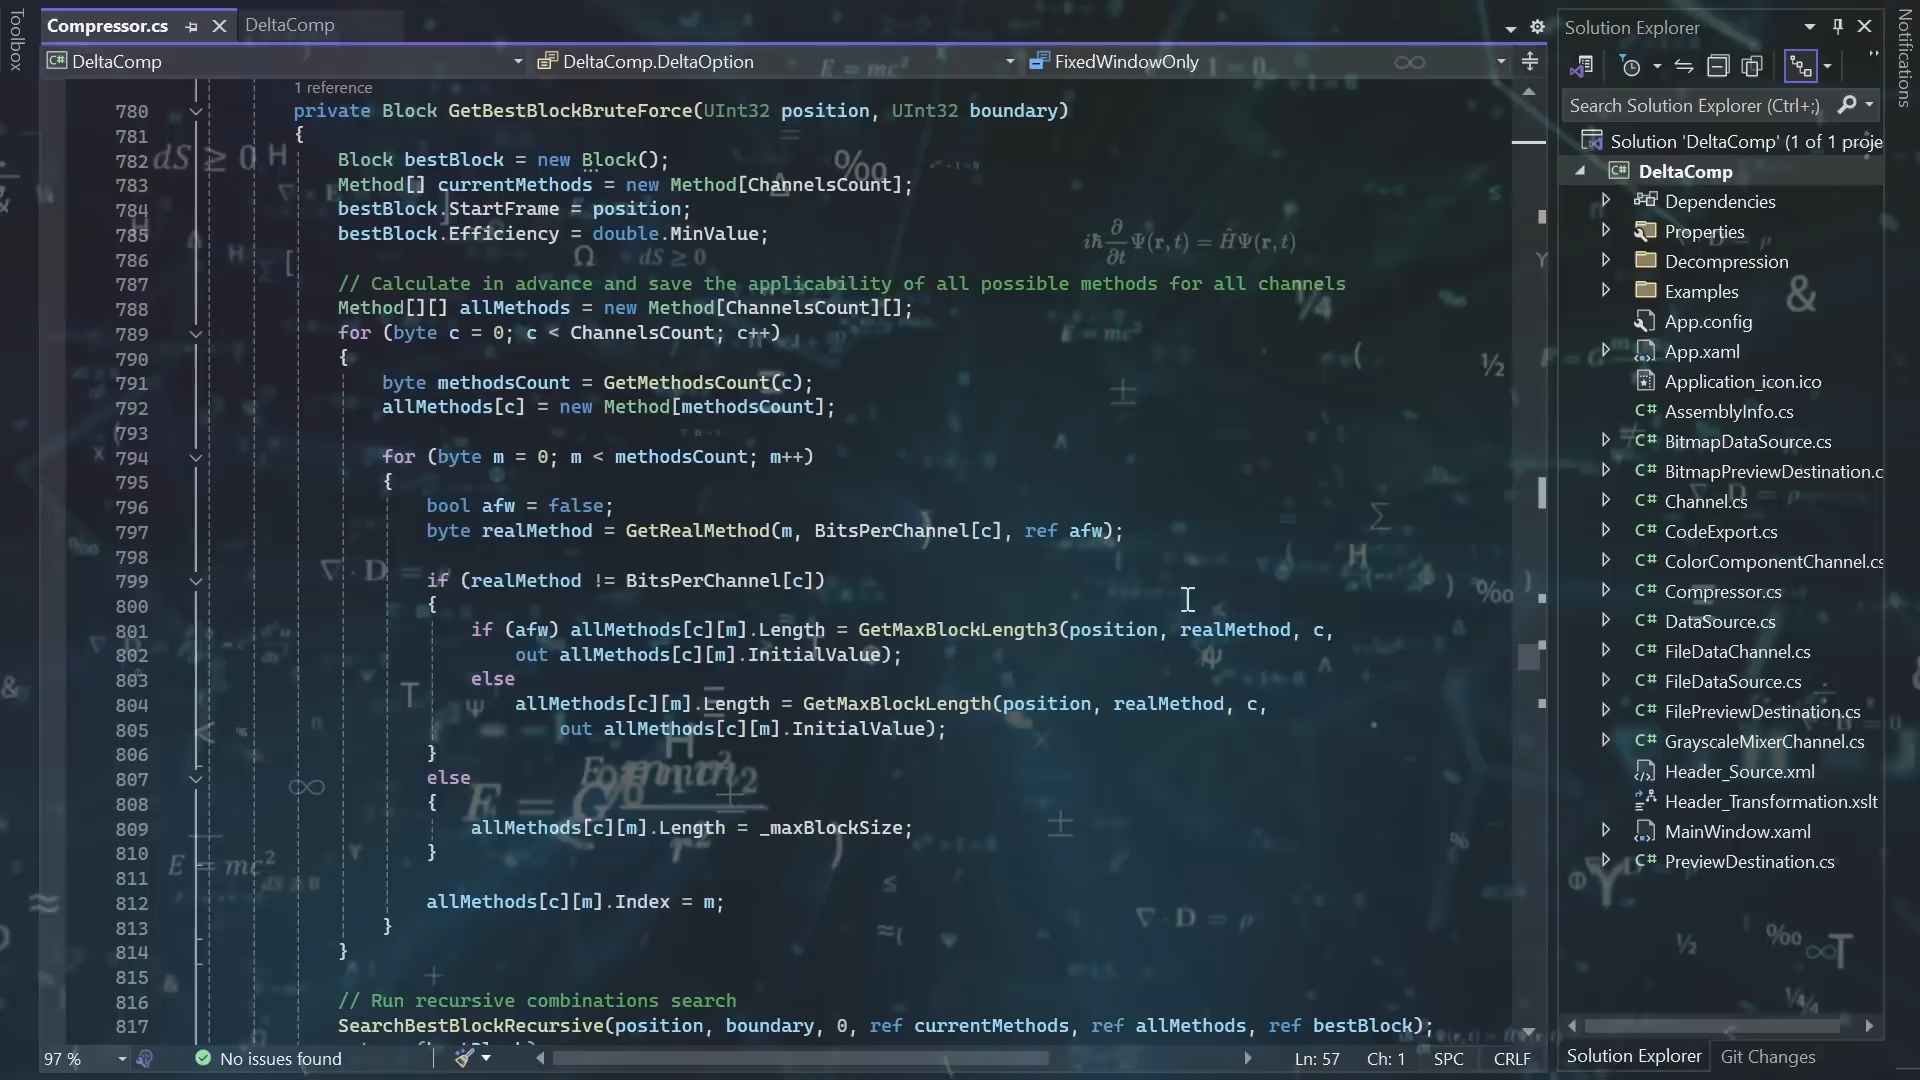 Toolbox
Compressor.cs
DeltaComp
DeltaComp
DeltaComp.DeltaOption
FixedWindowOnly
1 reference
780 private Block GetBestBlockBruteForce(UInt32 position, UInt32 boundary)
781 {
782 Block bestBlock = new Block();
783 Method[] currentMethods = new Method[ChannelsCount];
784 bestBlock.StartFrame = position;
785 bestBlock.Efficiency = double.MinValue;
786
787 // Calculate in advance and save the applicability of all possible methods for all channels
788 Method[][] allMethods = new Method[ChannelsCount][];
789 for (byte c = 0; c < ChannelsCount; c++)
790 {
791 byte methodsCount = GetMethodsCount(c);
792 allMethods[c] = new Method[methodsCount];
793
794 for (byte m = 0; m < methodsCount; m++)
795 {
796 bool afw = false;
797 byte realMethod = GetRealMethod(m, BitsPerChannel[c], ref afw);
798
799 if (realMethod != BitsPerChannel[c])
800 {
801 if (afw) allMethods[c][m].Length = GetMaxBlockLength3(position, realMethod, c,
802 out allMethods[c][m].InitialValue);
803 else
804 allMethods[c][m].Length = GetMaxBlockLength(position, realMethod, c,
805 out allMethods[c][m].InitialValue);
806 }
807 else
808 {
809 allMethods[c][m].Length = _maxBlockSize;
810 }
811
812 allMethods[c][m].Index = m;
813 }
814 }
815
816 // Run recursive combinations search
817 SearchBestBlockRecursive(position, boundary, 0, ref currentMethods, ref allMethods, ref bestBlock);
97 %
No issues found
Ln: 57 Ch: 1 SPC CRLF
Solution Explorer
Search Solution Explorer (Ctrl+;)
Solution 'DeltaComp' (1 of 1 proje
DeltaComp
Dependencies
Properties
Decompression
Examples
App.config
App.xaml
Application_icon.ico
AssemblyInfo.cs
BitmapDataSource.cs
BitmapPreviewDestination.c
Channel.cs
CodeExport.cs
ColorComponentChannel.cs
Compressor.cs
DataSource.cs
FileDataChannel.cs
FileDataSource.cs
FilePreviewDestination.cs
GrayscaleMixerChannel.cs
Header_Source.xml
Header_Transformation.xslt
MainWindow.xaml
PreviewDestination.cs
Solution Explorer
Git Changes
Notifications